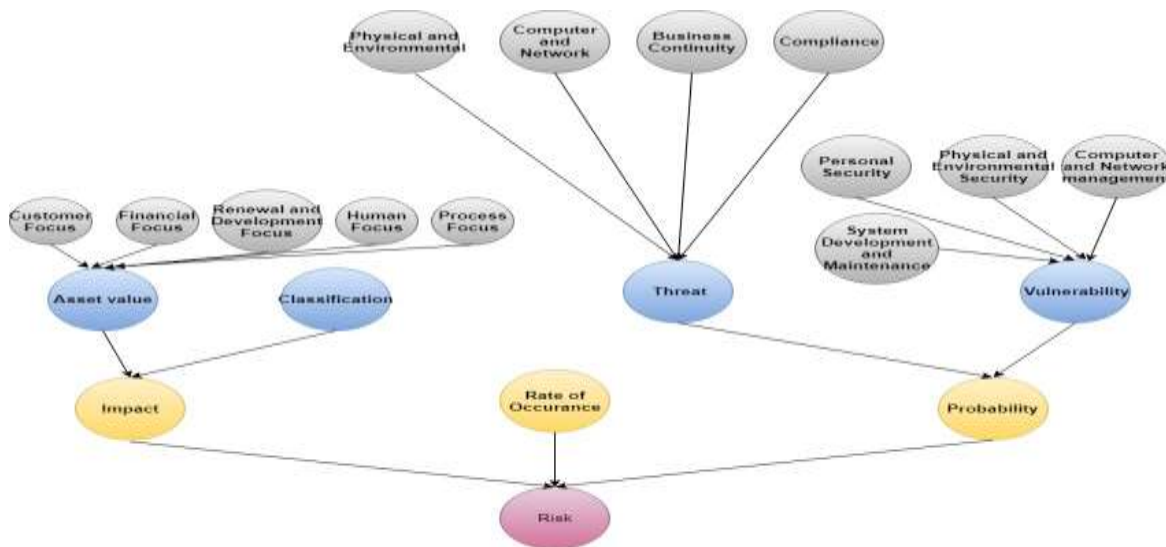 Physical and
Environmental
Computer
and
Network
Business
Continuity
Compliance
Personal
Security
Physical and
Environmental
Security
Computer
and Network
management
Customer
Focus
Financial
Focus
Renewal and
Development
Focus
Human
Focus
Process
Focus
System
Development
and
Maintenance
Asset value
Classification
Threat
Vulnerability
Impact
Rate of
Occurance
Probability
Risk